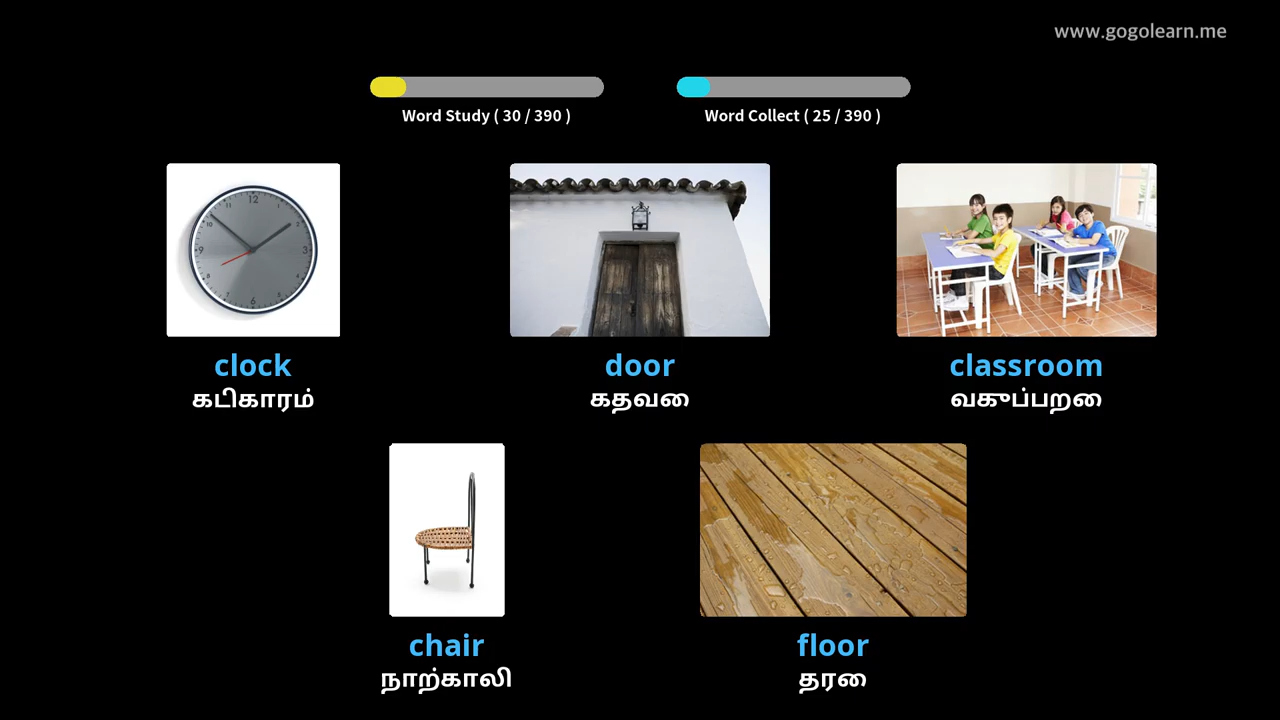 www.gogolearn.me
Word Study ( 30 / 390 )
Word Collect ( 25 / 390 )
clock
கடிகாரம்
door
கதவை
classroom
வகுப்பறை
chair
நாற்காலி
floor
தரை